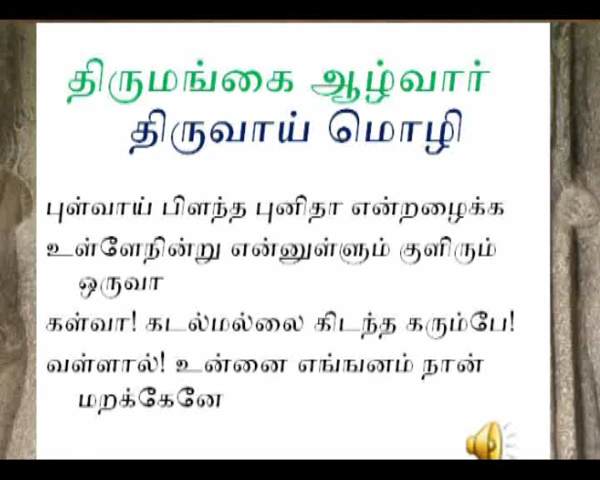 திருமங்கை ஆழ்வார்
திருவாய் மொழி
புள்வாய் பிளந்த புனிதா என்றழைக்க
உள்ளேநின்று என்னுள்ளும் குளிரும்
ஒருவா
கள்வா! கடல்மல்லை கிடந்த கரும்பே!
வள்ளால்! உன்னை எங்ஙனம் நான்
மறக்கேனே